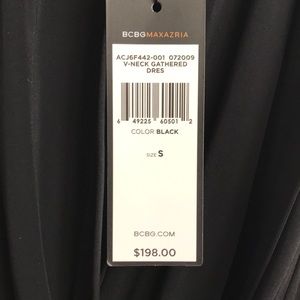 BCBGMAXAZRIA
ACJ6F442-001 072009
V-NECK GATHERED
DRES
6 49225 60501 2
COLOR BLACK
SIZE S
BCBG.COM
$198.00